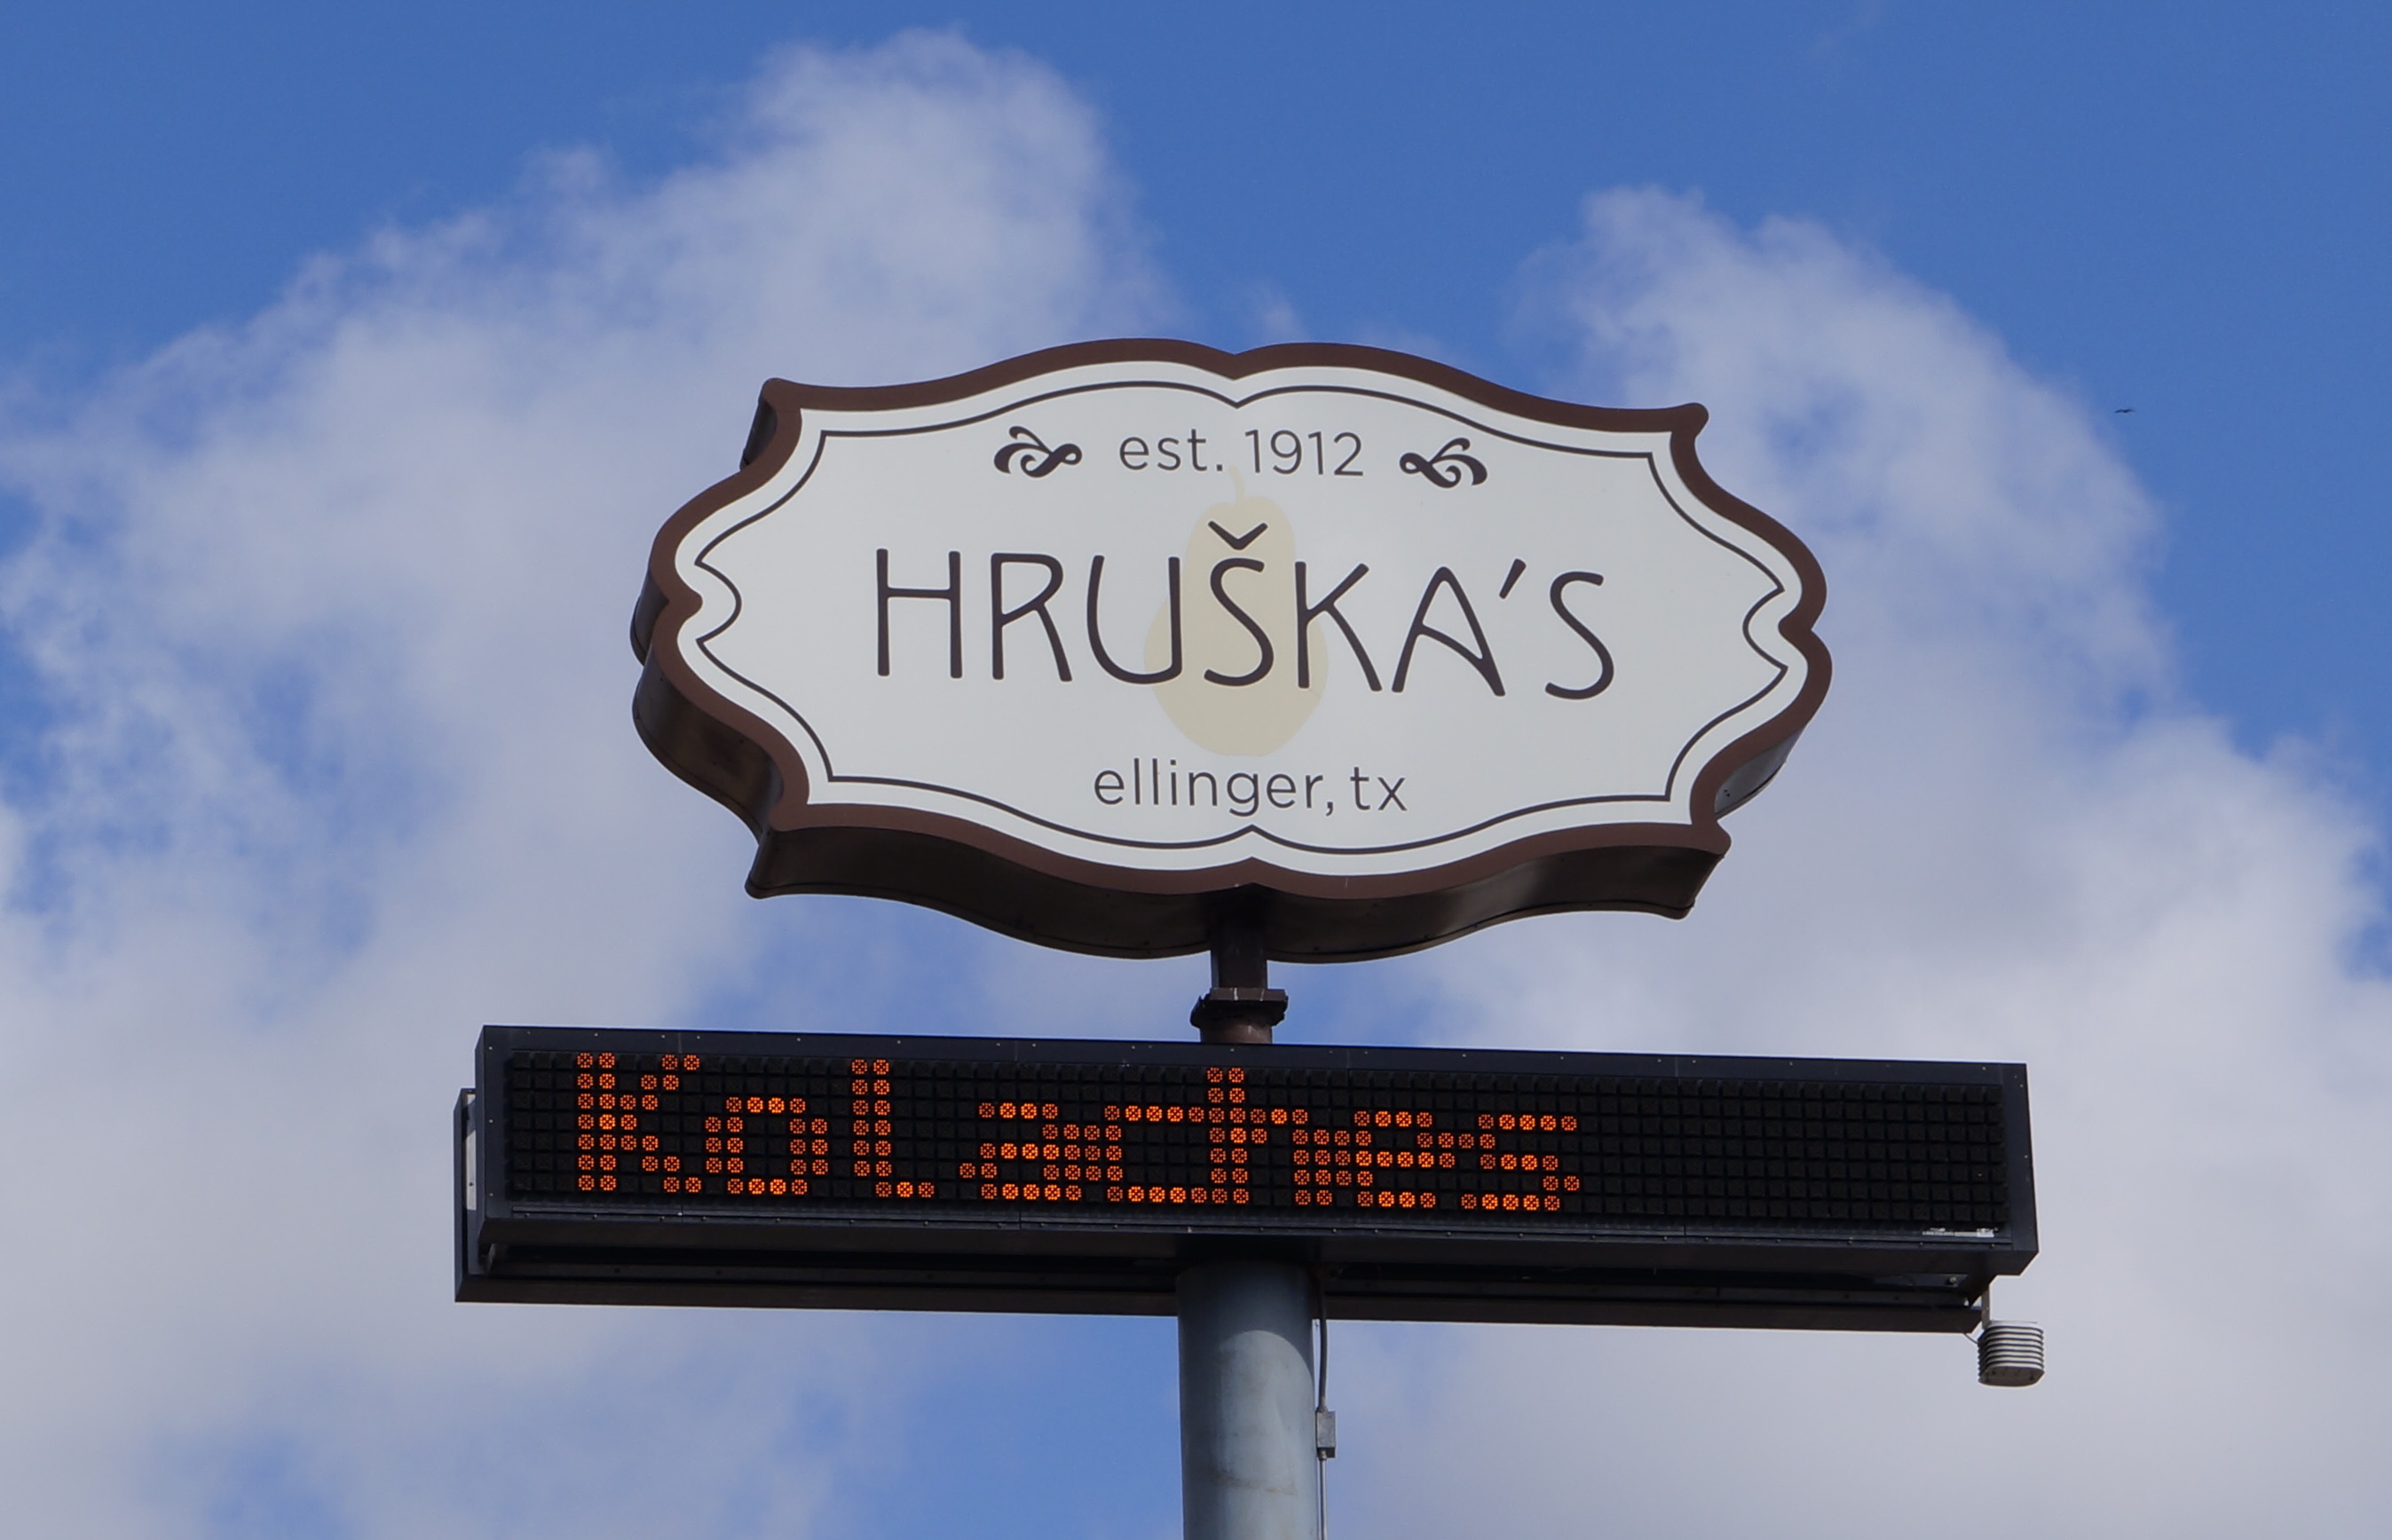 est. 1912
HRUŠKA'S
ellinger, tx
Kolaches